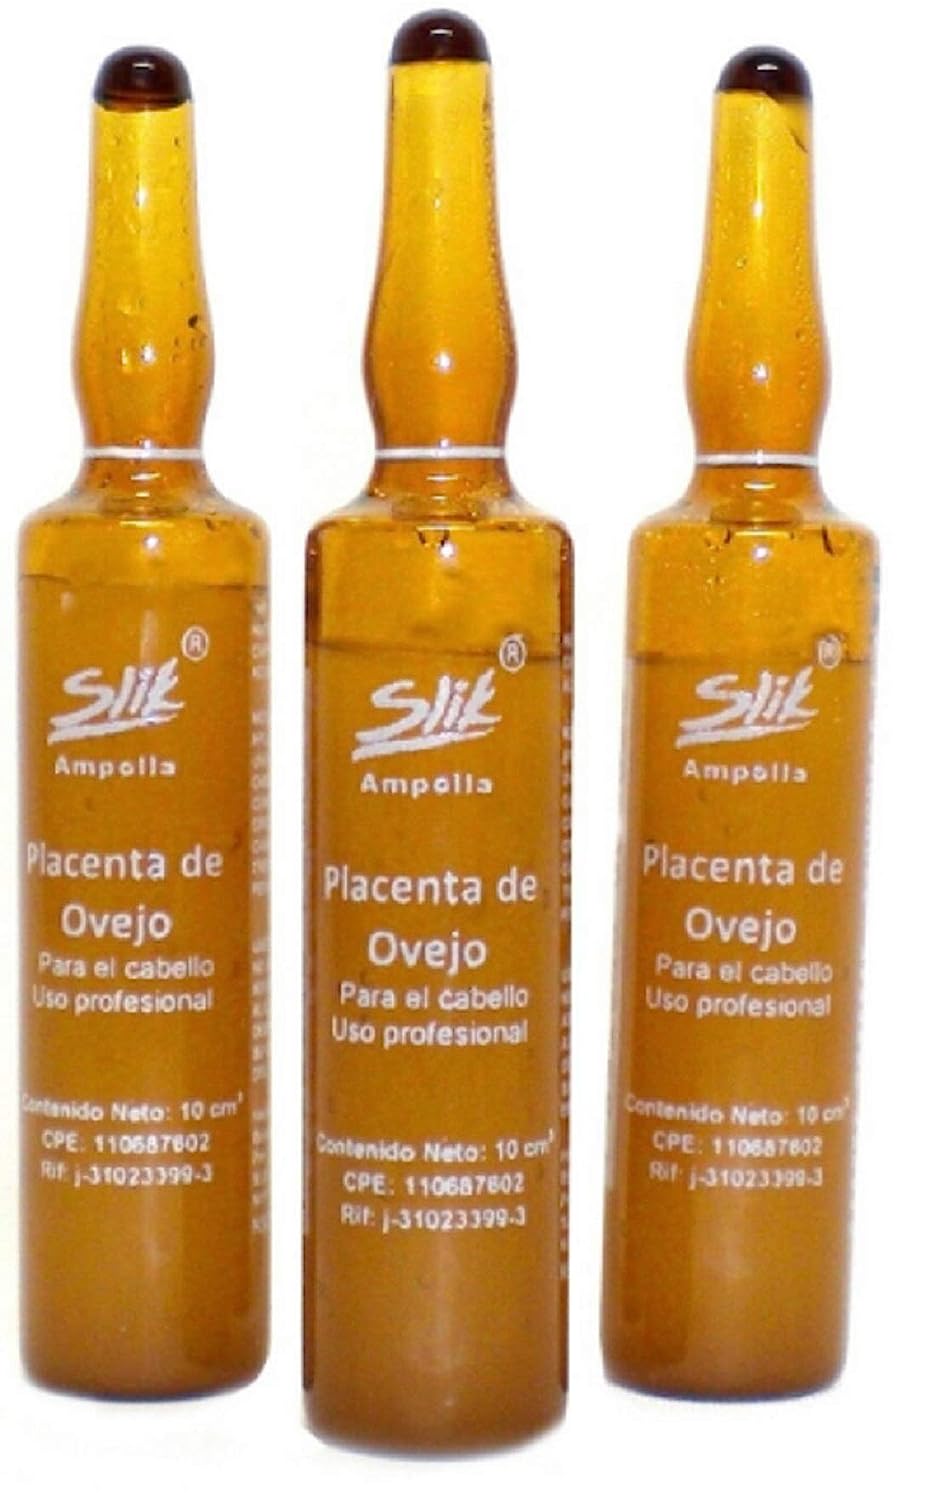 Slik ®
Ampolla
Placenta de
Ovejo
Para el cabello
Uso profesional
Contenido Neto: 10 cm³
CPE: 110687602
Rif: j-31023399-3
Slik ®
Ampolla
Placenta de
Ovejo
Para el cabello
Uso profesional
Contenido Neto: 10 cm³
CPE: 110687602
Rif: j-31023399-3
Slik ®
Ampolla
Placenta de
Ovejo
Para el cabello
Uso profesional
Contenido Neto: 10 cm³
CPE: 110687602
Rif: j-31023399-3